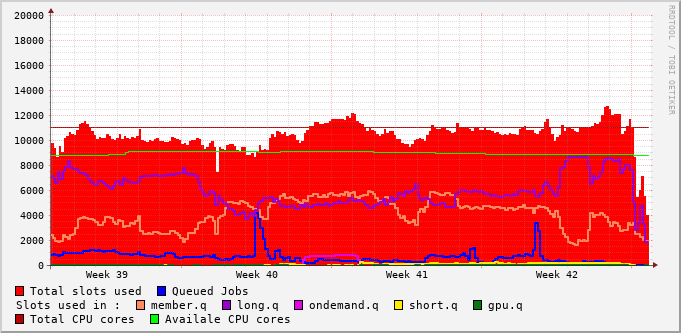 RRDTOOL / TOBI OETIKER
20000
18000
16000
14000
12000
10000
8000
6000
4000
2000
0
Week 39 Week 40 Week 41 Week 42
Total slots used Queued Jobs
Slots used in : member.q long.q ondemand.q short.q gpu.q
Total CPU cores Availale CPU cores